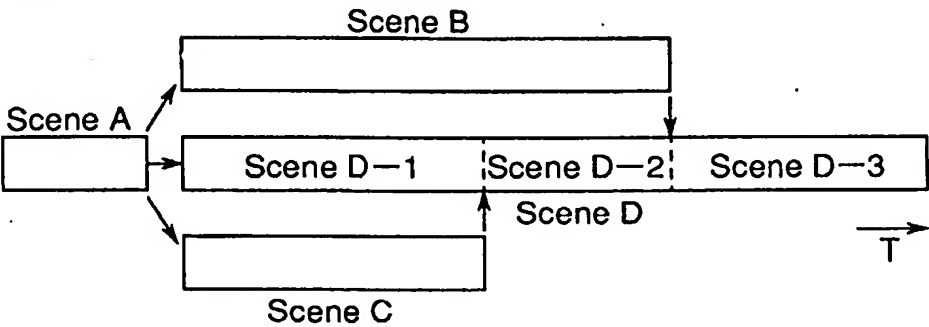 Scene B
Scene A
Scene D—1
Scene D—2
Scene D—3
Scene D
T
Scene C